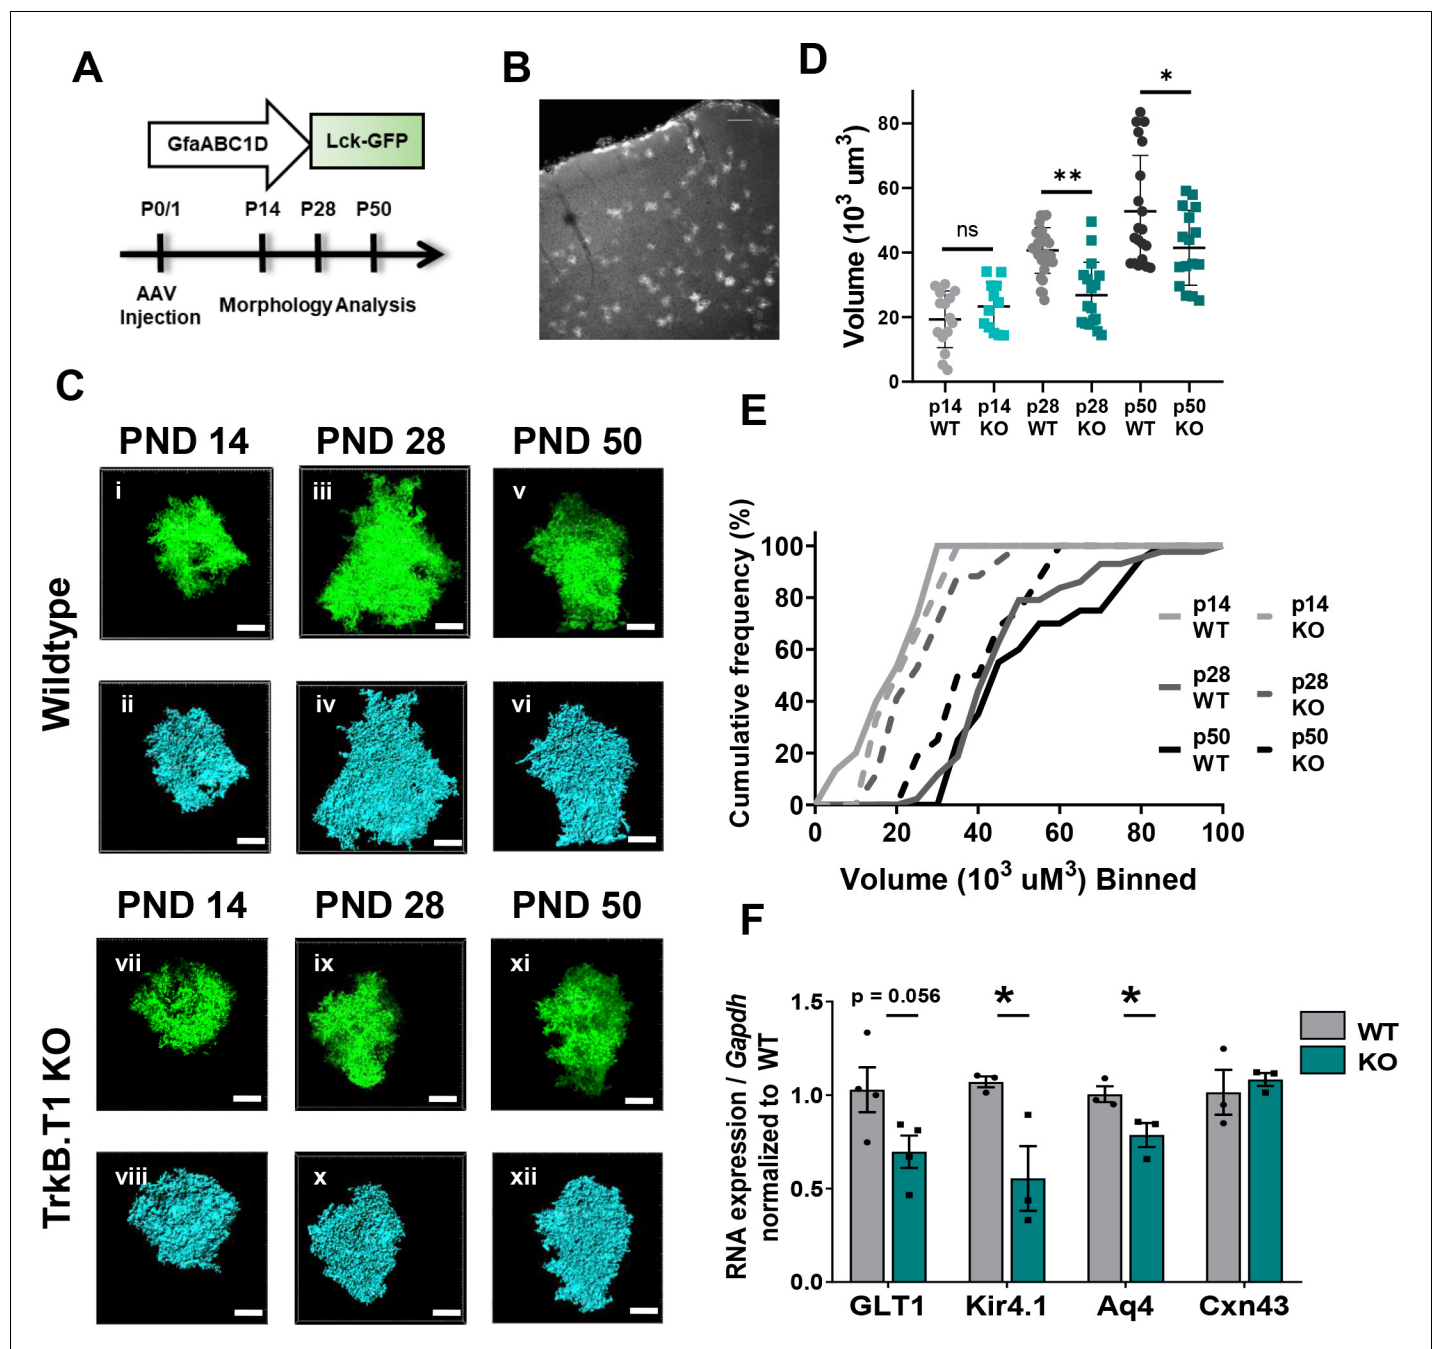 A
GfaABC1D
Lck-GFP
P0/1 P14 P28 P50
AAV
Injection
Morphology Analysis
B
C
PND 14 PND 28 PND 50
Wildtype
i iii v
ii iv vi
PND 14 PND 28 PND 50
TrkB.T1 KO
vii ix xi
viii x xii
D
Volume (10³ um³)
80
60
40
20
0
ns
**
*
p14 p14 p28 p28 p50 p50
WT KO WT KO WT KO
E
Cumulative frequency (%)
100
80
60
40
20
0
0 20 40 60 80 100
Volume (10³ uM³) Binned
p14 p14
WT KO
p28 p28
WT KO
p50 p50
WT KO
F
RNA expression / Gapdh
normalized to WT
1.5
1.0
0.5
0.0
p = 0.056
*
*
WT
KO
GLT1 Kir4.1 Aq4 Cxn43